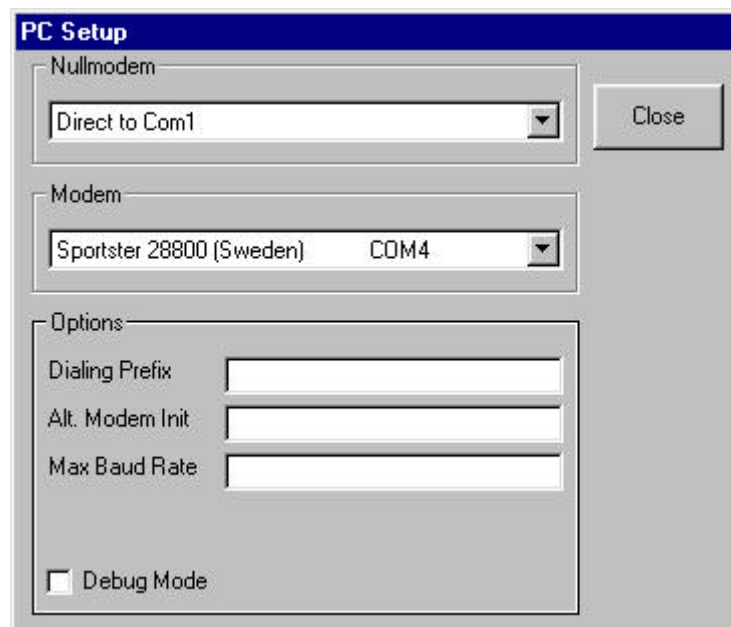 PC Setup
Nullmodem
Direct to Com1
Close
Modem
Sportster 28800 (Sweden) COM4
Options
Dialing Prefix
Alt. Modem Init
Max Baud Rate
Debug Mode